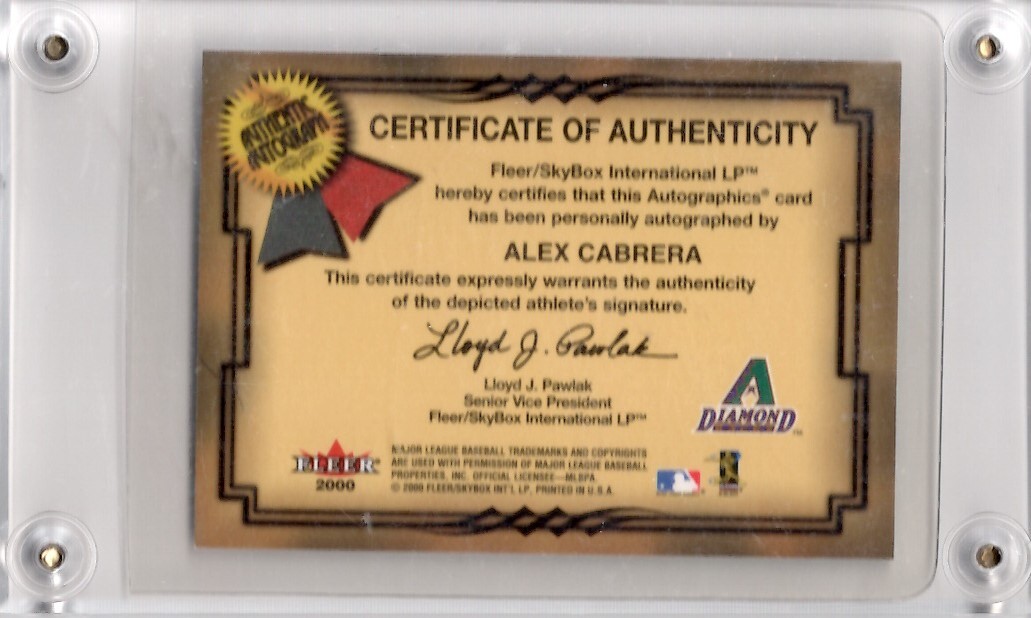 AUTHENTIC
AUTOGRAPH
CERTIFICATE OF AUTHENTICITY
Fleer/SkyBox International LP™
hereby certifies that this Autographics® card
has been personally autographed by
ALEX CABRERA
This certificate expressly warrants the authenticity
of the depicted athlete's signature.
Lloyd J. Pawlak
Lloyd J. Pawlak
Senior Vice President
Fleer/SkyBox International LP™
DIAMOND™
FLEER
2000
MAJOR LEAGUE BASEBALL TRADEMARKS AND COPYRIGHTS
ARE USED WITH PERMISSION OF MAJOR LEAGUE BASEBALL
PROPERTIES, INC. OFFICIAL LICENSEE—MLBPA
© 2000 FLEER/SKYBOX INT'L LP, PRINTED IN U.S.A.